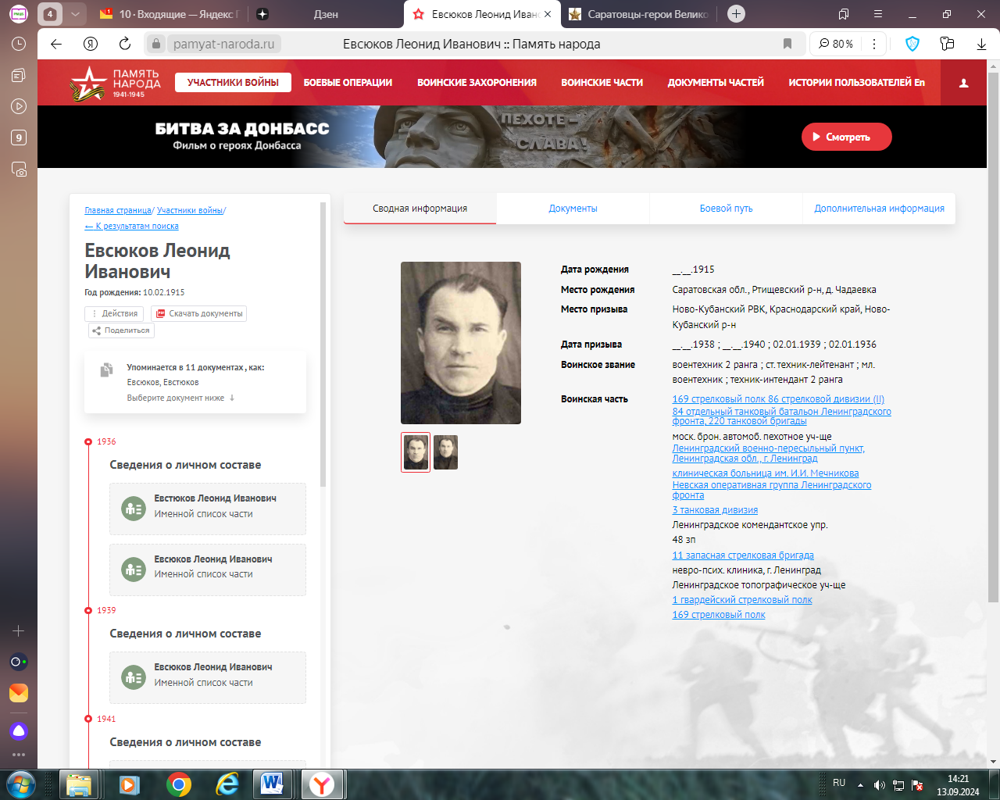 4
10 · Входящие — Яндекс П
Дзен
Евсюков Леонид Иван
Саратовцы-герои Велико
pamyat-naroda.ru
Евсюков Леонид Иванович :: Память народа
80 %
9
ПАМЯТЬ НАРОДА
1941-1945
УЧАСТНИКИ ВОЙНЫ
БОЕВЫЕ ОПЕРАЦИИ
ВОИНСКИЕ ЗАХОРОНЕНИЯ
ВОИНСКИЕ ЧАСТИ
ДОКУМЕНТЫ ЧАСТЕЙ
ИСТОРИИ ПОЛЬЗОВАТЕЛЕЙ En
БИТВА ЗА ДОНБАСС
Фильм о героях Донбасса
ПЕХОТЕ –
СЛАВА!
Смотреть
Главная страница/ Участники войны/
← К результатам поиска
Евсюков Леонид
Иванович
Год рождения: 10.02.1915
Действия
Скачать документы
Поделиться
Упоминается в 11 документах , как:
Евсюков, Евстюков
Выберите документ ниже ↓
1936
Сведения о личном составе
Евстюков Леонид Иванович
Именной список части
Евсюков Леонид Иванович
Именной список части
1939
Сведения о личном составе
Евсюков Леонид Иванович
Именной список части
1941
Сведения о личном составе
Сводная информация
Документы
Боевой путь
Дополнительная информация
Дата рождения
__.__.1915
Место рождения
Саратовская обл., Ртищевский р-н, д. Чадаевка
Место призыва
Ново-Кубанский РВК, Краснодарский край, Ново-
Кубанский р-н
Дата призыва
__.__.1938 ; __.__.1940 ; 02.01.1939 ; 02.01.1936
Воинское звание
воентехник 2 ранга ; ст. техник-лейтенант ; мл.
воентехник ; техник-интендант 2 ранга
Воинская часть
169 стрелковый полк 86 стрелковой дивизии (II)
84 отдельный танковый батальон Ленинградского
фронта, 220 танковой бригады
моск. брон. автомоб. пехотное уч-ще
Ленинградский военно-пересыльный пункт,
Ленинградская обл., г. Ленинград
клиническая больница им. И.И. Мечникова
Невская оперативная группа Ленинградского
фронта
3 танковая дивизия
Ленинградское комендантское упр.
48 зп
11 запасная стрелковая бригада
невро-псих. клиника, г. Ленинград
Ленинградское топографическое уч-ще
1 гвардейский стрелковый полк
169 стрелковый полк
RU
14:21
13.09.2024